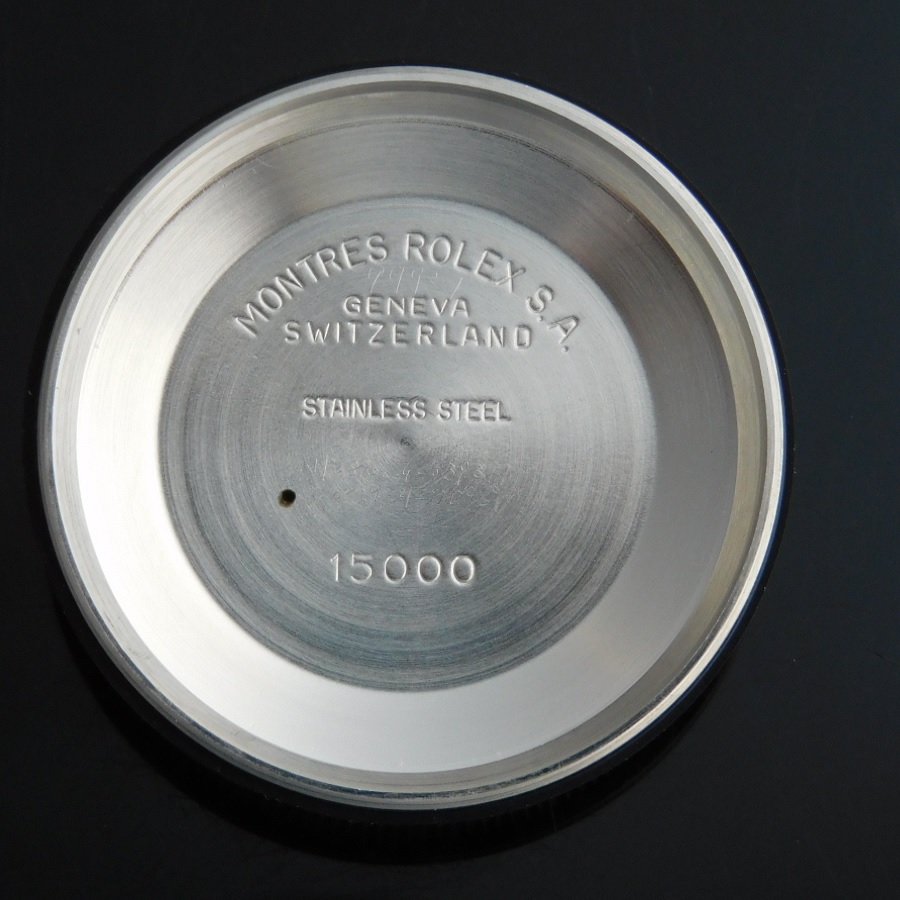 MONTRES ROLEX S.A.
GENEVA
SWITZERLAND
STAINLESS STEEL
15000